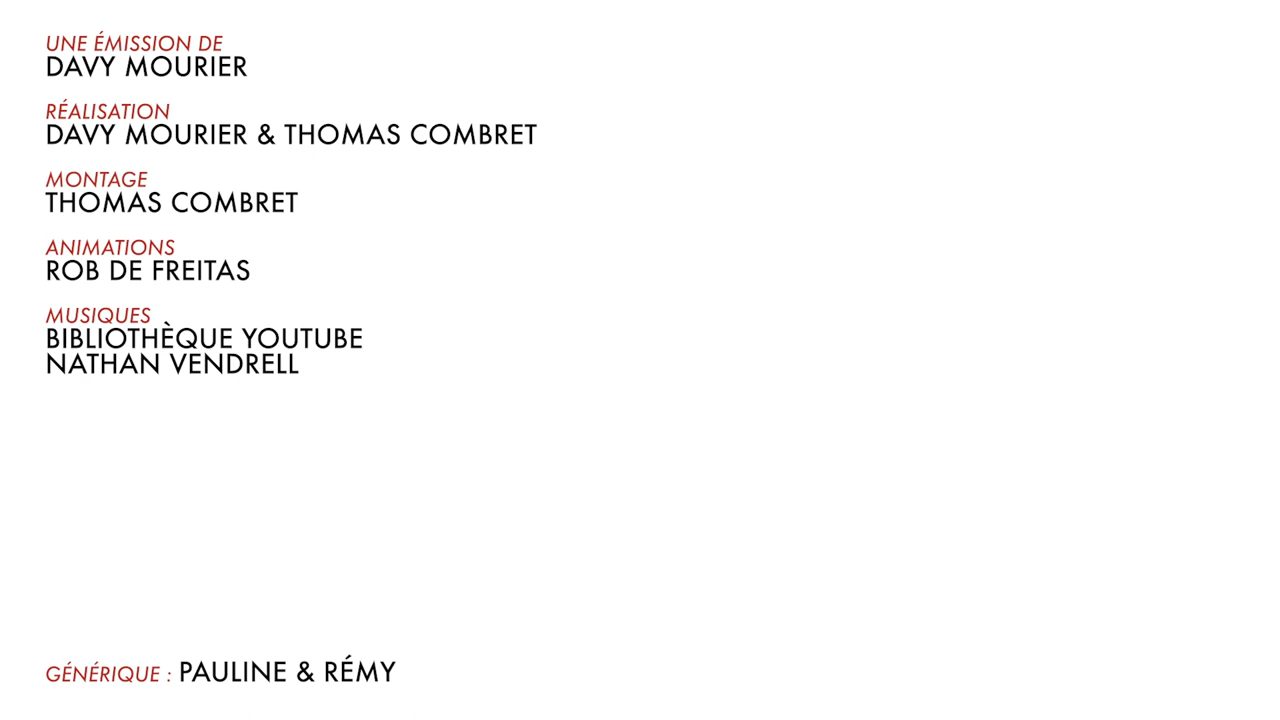 UNE ÉMISSION DE
DAVY MOURIER
RÉALISATION
DAVY MOURIER & THOMAS COMBRET
MONTAGE
THOMAS COMBRET
ANIMATIONS
ROB DE FREITAS
MUSIQUES
BIBLIOTHÈQUE YOUTUBE
NATHAN VENDRELL
GÉNÉRIQUE : PAULINE & RÉMY